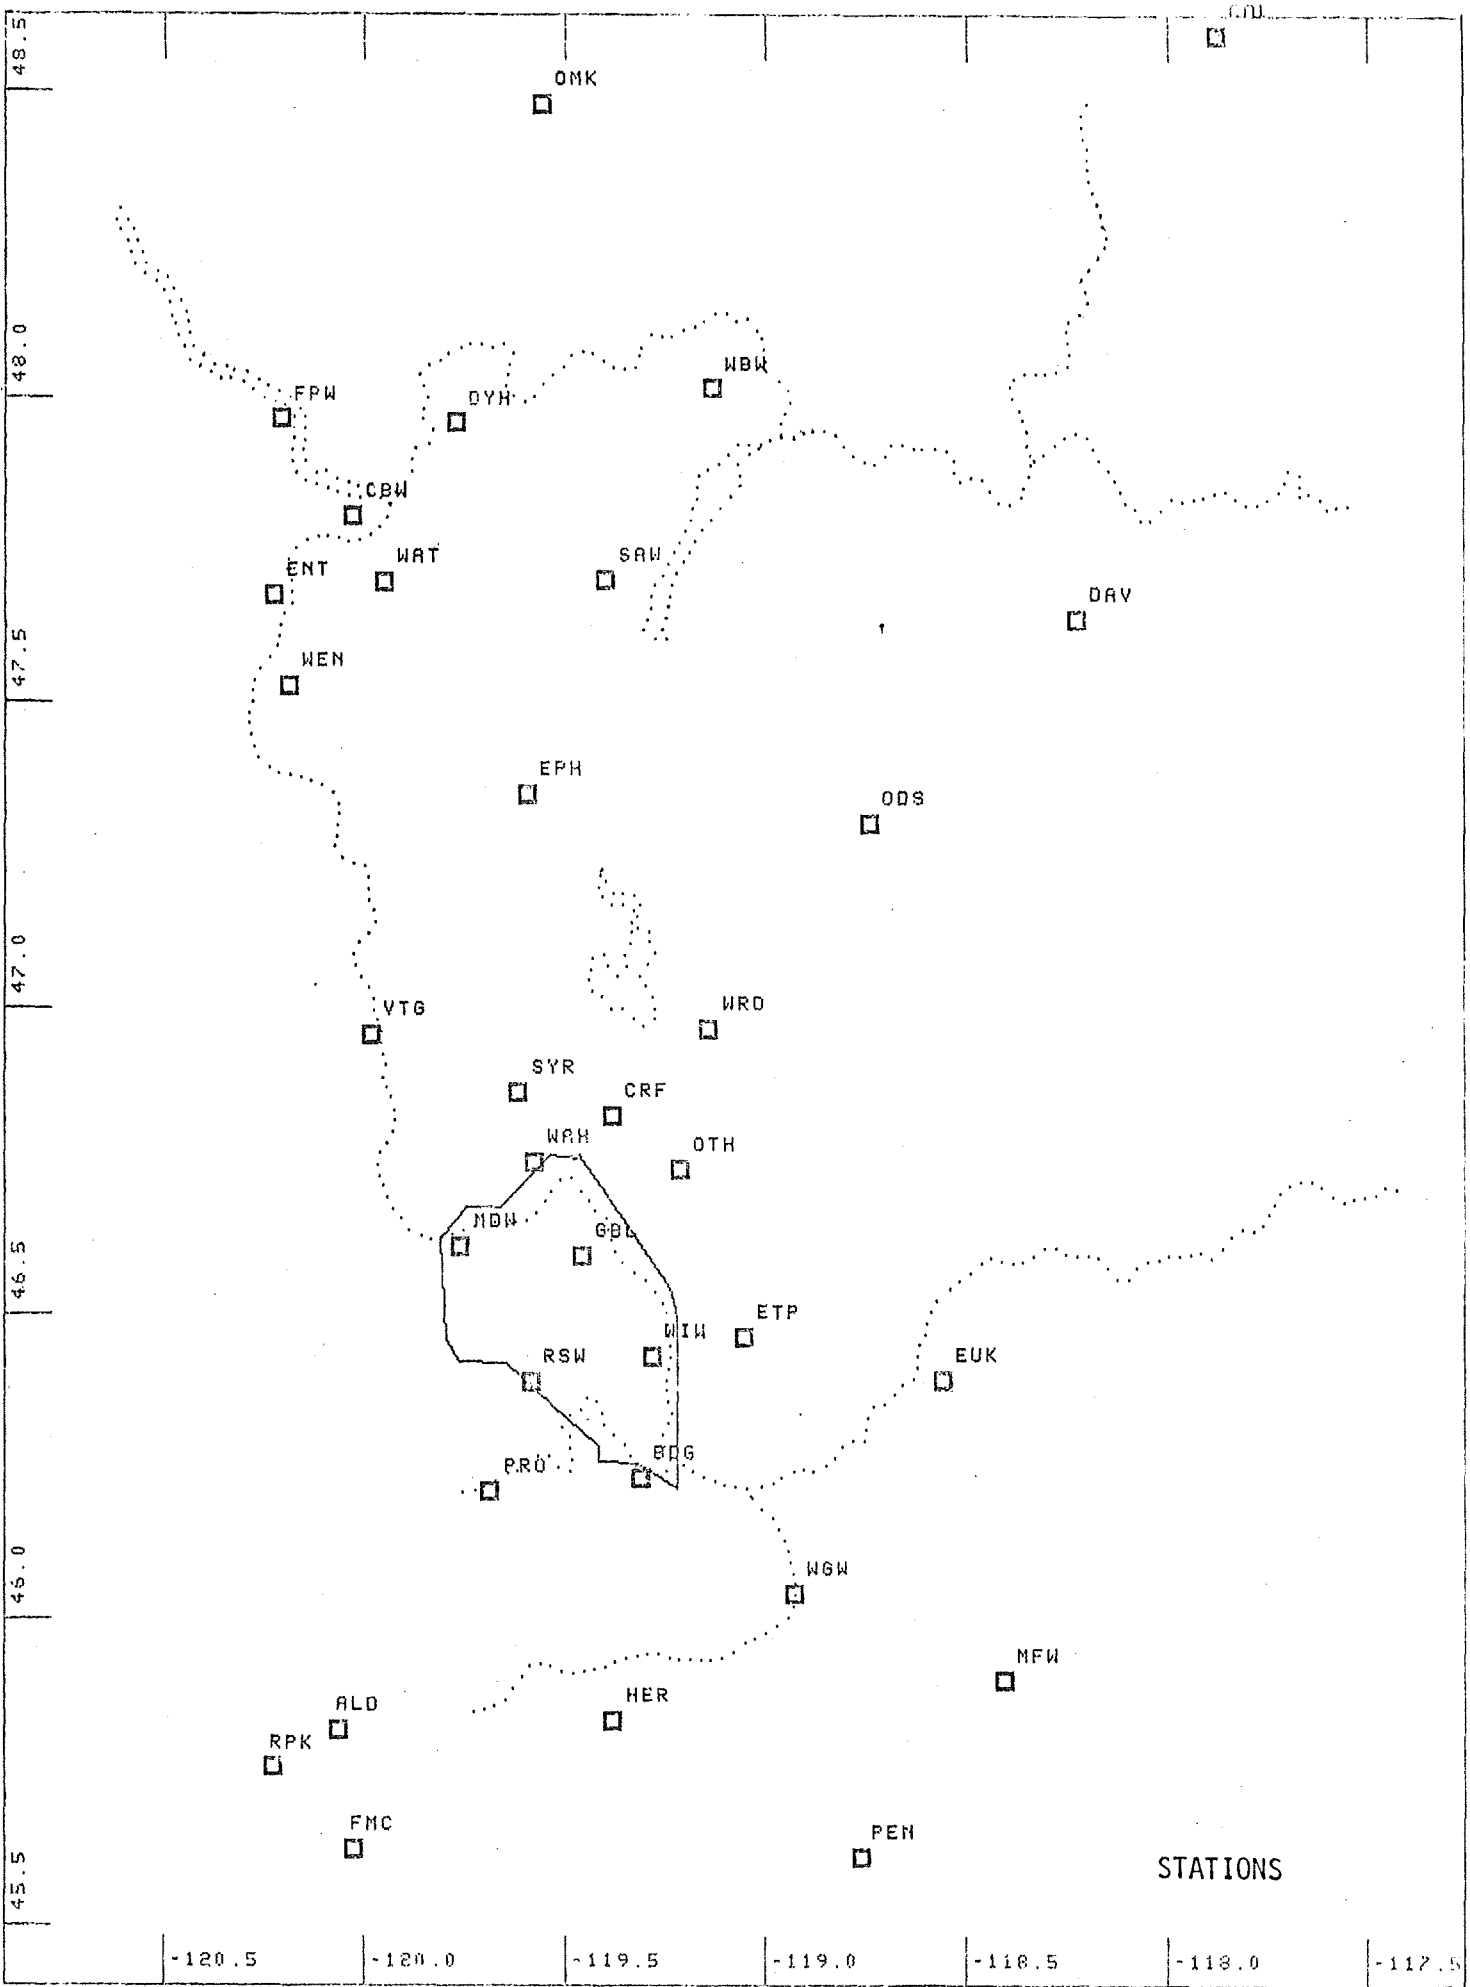 48.5
OMK
48.0
FPW
DYH
WBW
CBW
ENT
WAT
SAW
DAV
47.5
WEN
EPH
ODS
47.0
VTG
WRD
SYR
CRF
WAH
OTH
MDW
GBL
46.5
ETP
WIW
RSW
EUK
BDG
PRO
46.0
WGW
MFW
HER
ALD
RPK
FMC
PEN
45.5
STATIONS
-120.5 -120.0 -119.5 -119.0 -118.5 -118.0 -117.5